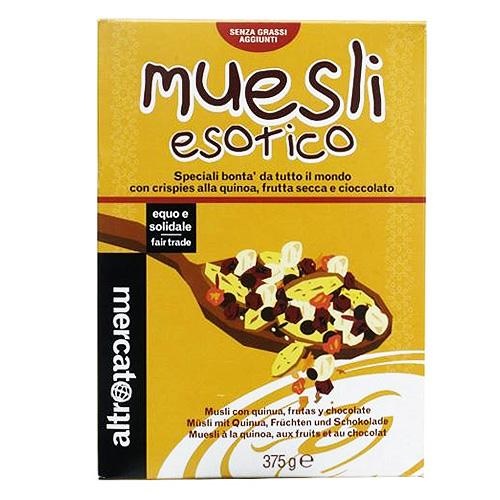 SENZA GRASSI
AGGIUNTI
muesli
esotico
Speciali bonta' da tutto il mondo
con crispies alla quinoa, frutta secca e cioccolato
equo e
solidale
fair trade
altromercato
Musli con quinua, frutas y chocolate
Müsli mit Quinua, Früchten und Schokolade
Muesli à la quinoa, aux fruits et au chocolat
375g e